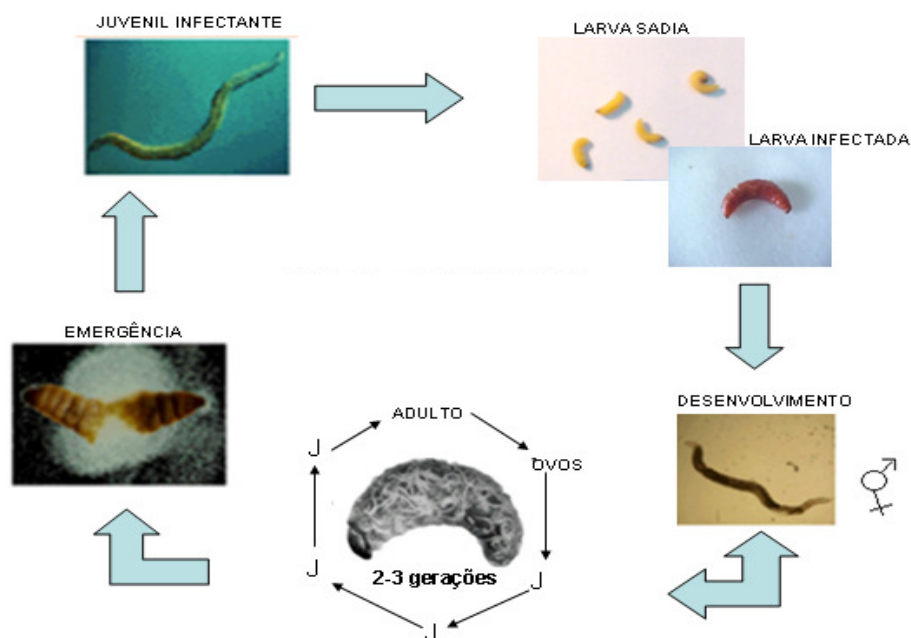 JUVENIL INFECTANTE
LARVA SADIA
LARVA INFECTADA
EMERGÊNCIA
DESENVOLVIMENTO
ADULTO
J
OVOS
J
2-3 gerações
J
J